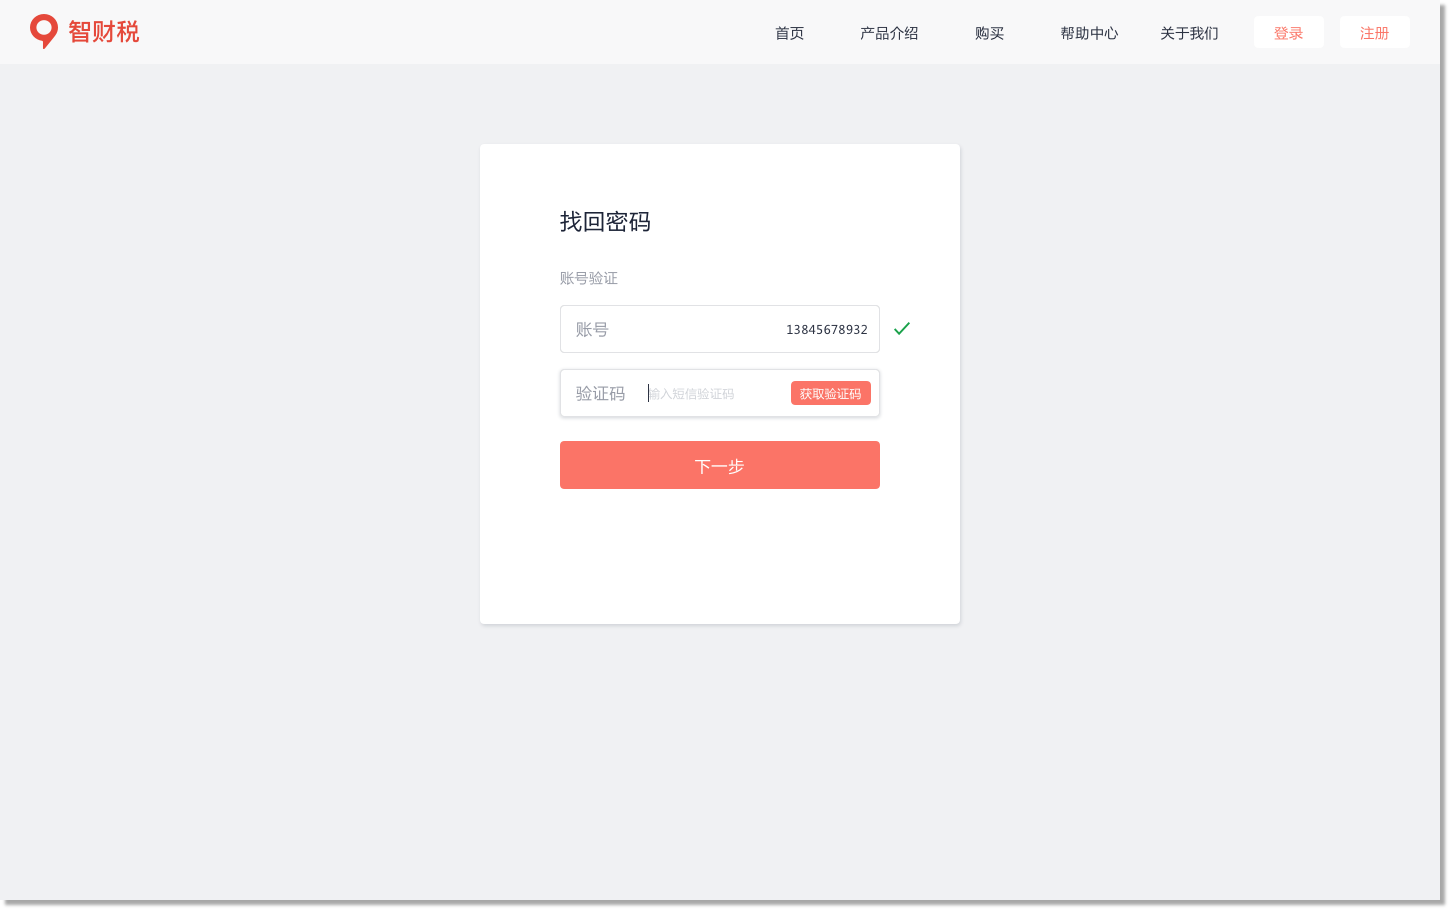 智财税
首页 产品介绍 购买 帮助中心 关于我们 登录 注册
找回密码
账号验证
账号 13845678932
验证码 输入短信验证码 获取验证码
下一步